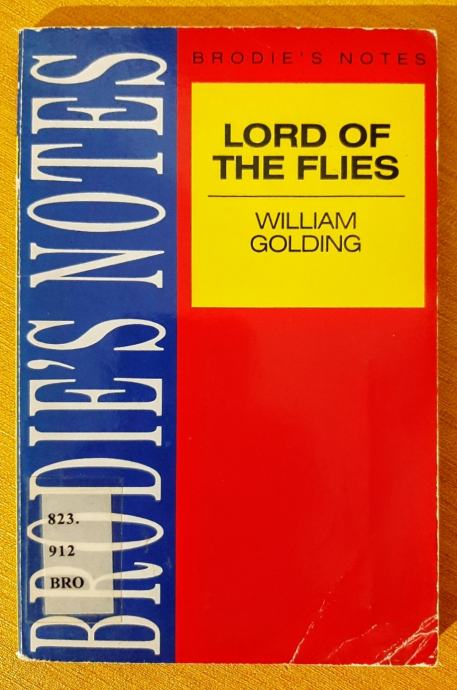 BRODIE'S NOTES
BRODIE'S NOTES
LORD OF
THE FLIES
WILLIAM
GOLDING
823.
912
BRO